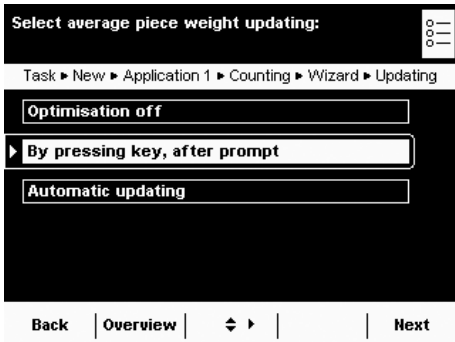 Select average piece weight updating:
Task ▸ New ▸ Application 1 ▸ Counting ▸ Wizard ▸ Updating
Optimisation off
By pressing key, after prompt
Automatic updating
Back Overview Next